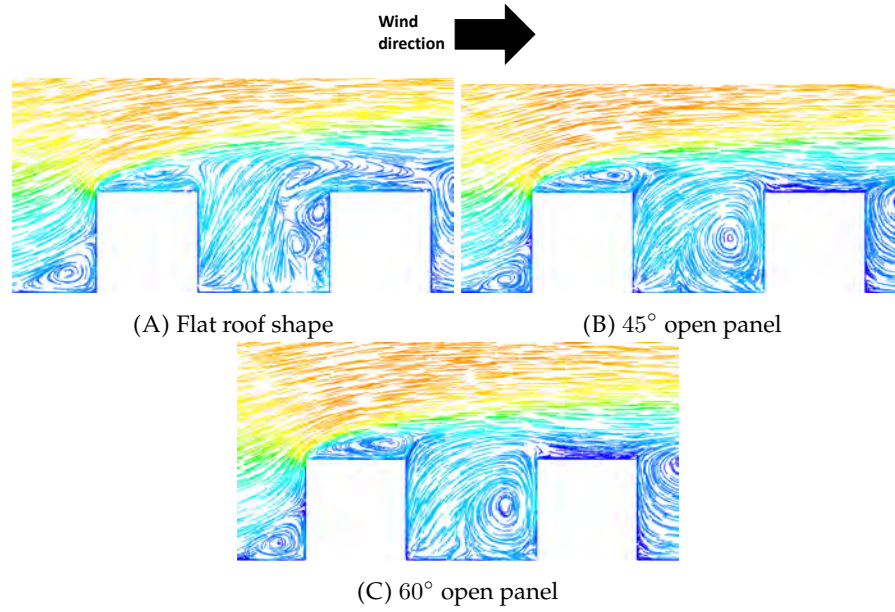 Wind
direction
(A) Flat roof shape
(B) 45° open panel
(C) 60° open panel